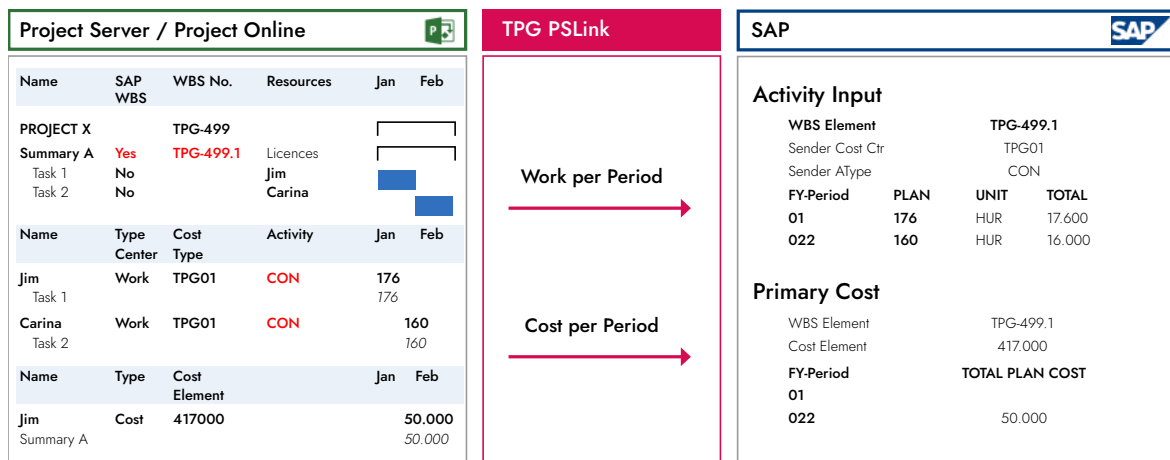 Project Server / Project Online
P
Name SAP WBS No. Resources Jan Feb
WBS
PROJECT X TPG-499
Summary A Yes TPG-499.1 Licences
Task 1 No Jim
Task 2 No Carina
Name Type Cost Activity Jan Feb
Center Type
Jim Work TPG01 CON 176
Task 1 176
Carina Work TPG01 CON 160
Task 2 160
Name Type Cost Jan Feb
Element
Jim Cost 417000 50.000
Summary A 50.000
TPG PSLink
Work per Period
Cost per Period
SAP
SAP
Activity Input
WBS Element TPG-499.1
Sender Cost Ctr TPG01
Sender AType CON
FY-Period PLAN UNIT TOTAL
01 176 HUR 17.600
022 160 HUR 16.000
Primary Cost
WBS Element TPG-499.1
Cost Element 417.000
FY-Period TOTAL PLAN COST
01
022 50.000